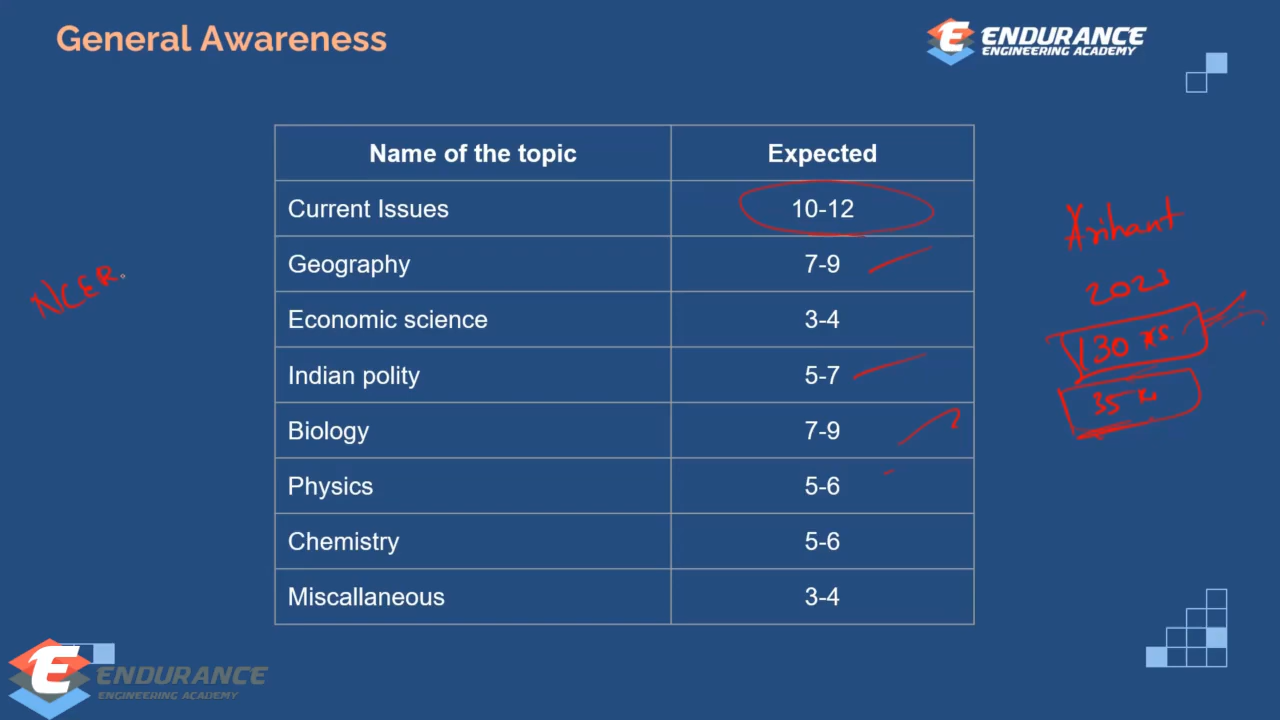 General Awareness
ENDURANCE
ENGINEERING ACADEMY
Name of the topic Expected
Current Issues 10-12
Geography 7-9
Economic science 3-4
Indian polity 5-7
Biology 7-9
Physics 5-6
Chemistry 5-6
Miscallaneous 3-4
NCER
Arihant
2023
130 rs
35 rs
ENDURANCE
ENGINEERING ACADEMY